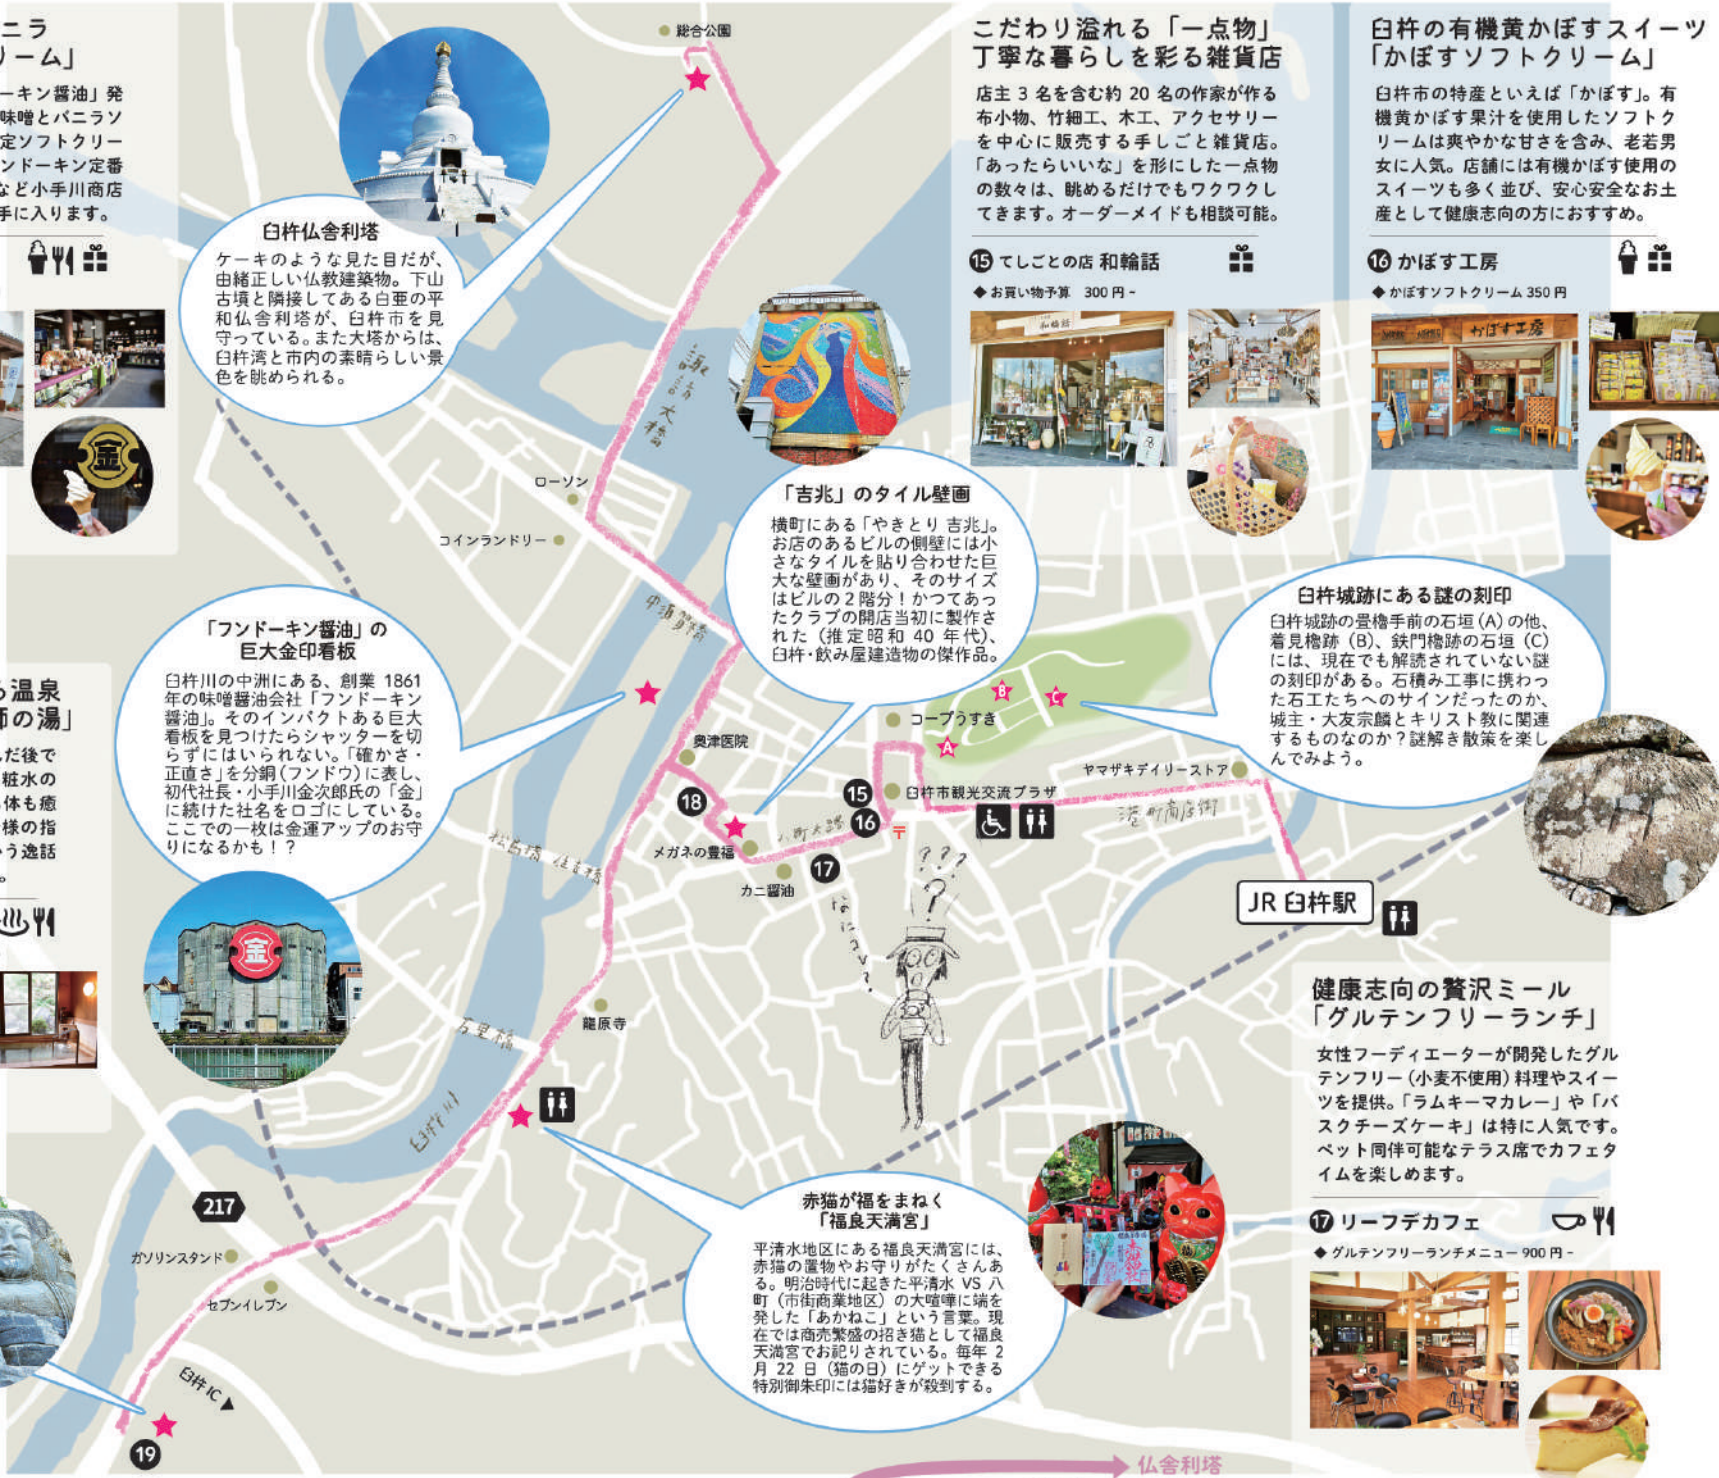 ニラ
リーム」
ーキン醤油」発
味噌とバニラソ
定ソフトクリー
ンドーキン定番
など小手川商店
手に入ります。
総合公園
臼杵仏舎利塔
ケーキのような見た目だが、
由緒正しい仏教建築物。下山
古墳と隣接してある白亜の平
和仏舎利塔が、臼杵市を見
守っている。また大塔からは、
臼杵湾と市内の素晴らしい景
色を眺められる。
こだわり溢れる「一点物」
丁寧な暮らしを彩る雑貨店
店主 3 名を含む約 20 名の作家が作る
布小物、竹細工、木工、アクセサリー
を中心に販売する手しごと雑貨店。
「あったらいいな」を形にした一点物
の数々は、眺めるだけでもワクワクし
てきます。オーダーメイドも相談可能。
15 てしごとの店 和輪話
◆ お買い物予算 300 円 -
和輪話
臼杵の有機黄かぼすスイーツ
「かぼすソフトクリーム」
臼杵市の特産といえば「かぼす」。有
機黄かぼす果汁を使用したソフトク
リームは爽やかな甘さを含み、老若男
女に人気。店舗には有機かぼす使用の
スイーツも多く並び、安心安全なお土
産として健康志向の方におすすめ。
16 かぼす工房
◆ かぼすソフトクリーム 350 円
かぼす工房
金
ローソン
コインランドリー
「吉兆」のタイル壁画
横町にある「やきとり 吉兆」。
お店のあるビルの側壁には小
さなタイルを貼り合わせた巨
大な壁画があり、そのサイズ
はビルの 2 階分！かつてあっ
たクラブの開店当初に製作さ
れた（推定昭和 40 年代）、
臼杵・飲み屋建造物の傑作品。
臼杵城跡にある謎の刻印
臼杵城跡の畳櫓手前の石垣 (A) の他、
着見櫓跡 (B)、鉄門櫓跡の石垣 (C)
には、現在でも解読されていない謎
の刻印がある。石積み工事に携わっ
た石工たちへのサインだったのか、
城主・大友宗麟とキリスト教に関連
するものなのか？謎解き散策を楽し
んでみよう。
「フンドーキン醤油」の
巨大金印看板
臼杵川の中洲にある、創業 1861
年の味噌醤油会社「フンドーキン
醤油」。そのインパクトある巨大
看板を見つけたらシャッターを切
らずにはいられない。「確かさ・
正直さ」を分銅（フンドウ）に表し、
初代社長・小手川金次郎氏の「金」
に続けた社名をロゴにしている。
ここでの一枚は金運アップのお守
りになるかも！？
金
る温泉
師の湯」
んだ後で
粧水の
体も癒
様の指
いう逸話
。
中須賀橋
B
C
A
コープうすき
奥津医院
18
15
臼杵市観光交流プラザ
16
〒
ヤマザキデイリーストア
港町商店街
メガネの豊福
カニ醤油
17
松島橋 住吉橋
JR 臼杵駅
???
?
なにコレ?
龍原寺
万里橋
臼杵川
217
ガソリンスタンド
セブンイレブン
臼杵 IC ▲
19
赤猫が福をまねく
「福良天満宮」
平清水地区にある福良天満宮には、
赤猫の置物やお守りがたくさんあ
る。明治時代に起きた平清水 VS 八
町（市街商業地区）の大喧嘩に端を
発した「あかねこ」という言葉。現
在では商売繁盛の招き猫として福良
天満宮でお祀りされている。毎年 2
月 22 日（猫の日）にゲットできる
特別御朱印には猫好きが殺到する。
健康志向の贅沢ミール
「グルテンフリーランチ」
女性フーディエーターが開発したグル
テンフリー（小麦不使用）料理やスイー
ツを提供。「ラムキーマカレー」や「バ
スクチーズケーキ」は特に人気です。
ペット同伴可能なテラス席でカフェタ
イムを楽しめます。
17 リーフデカフェ
◆ グルテンフリーランチメニュー 900 円 -
仏舎利塔